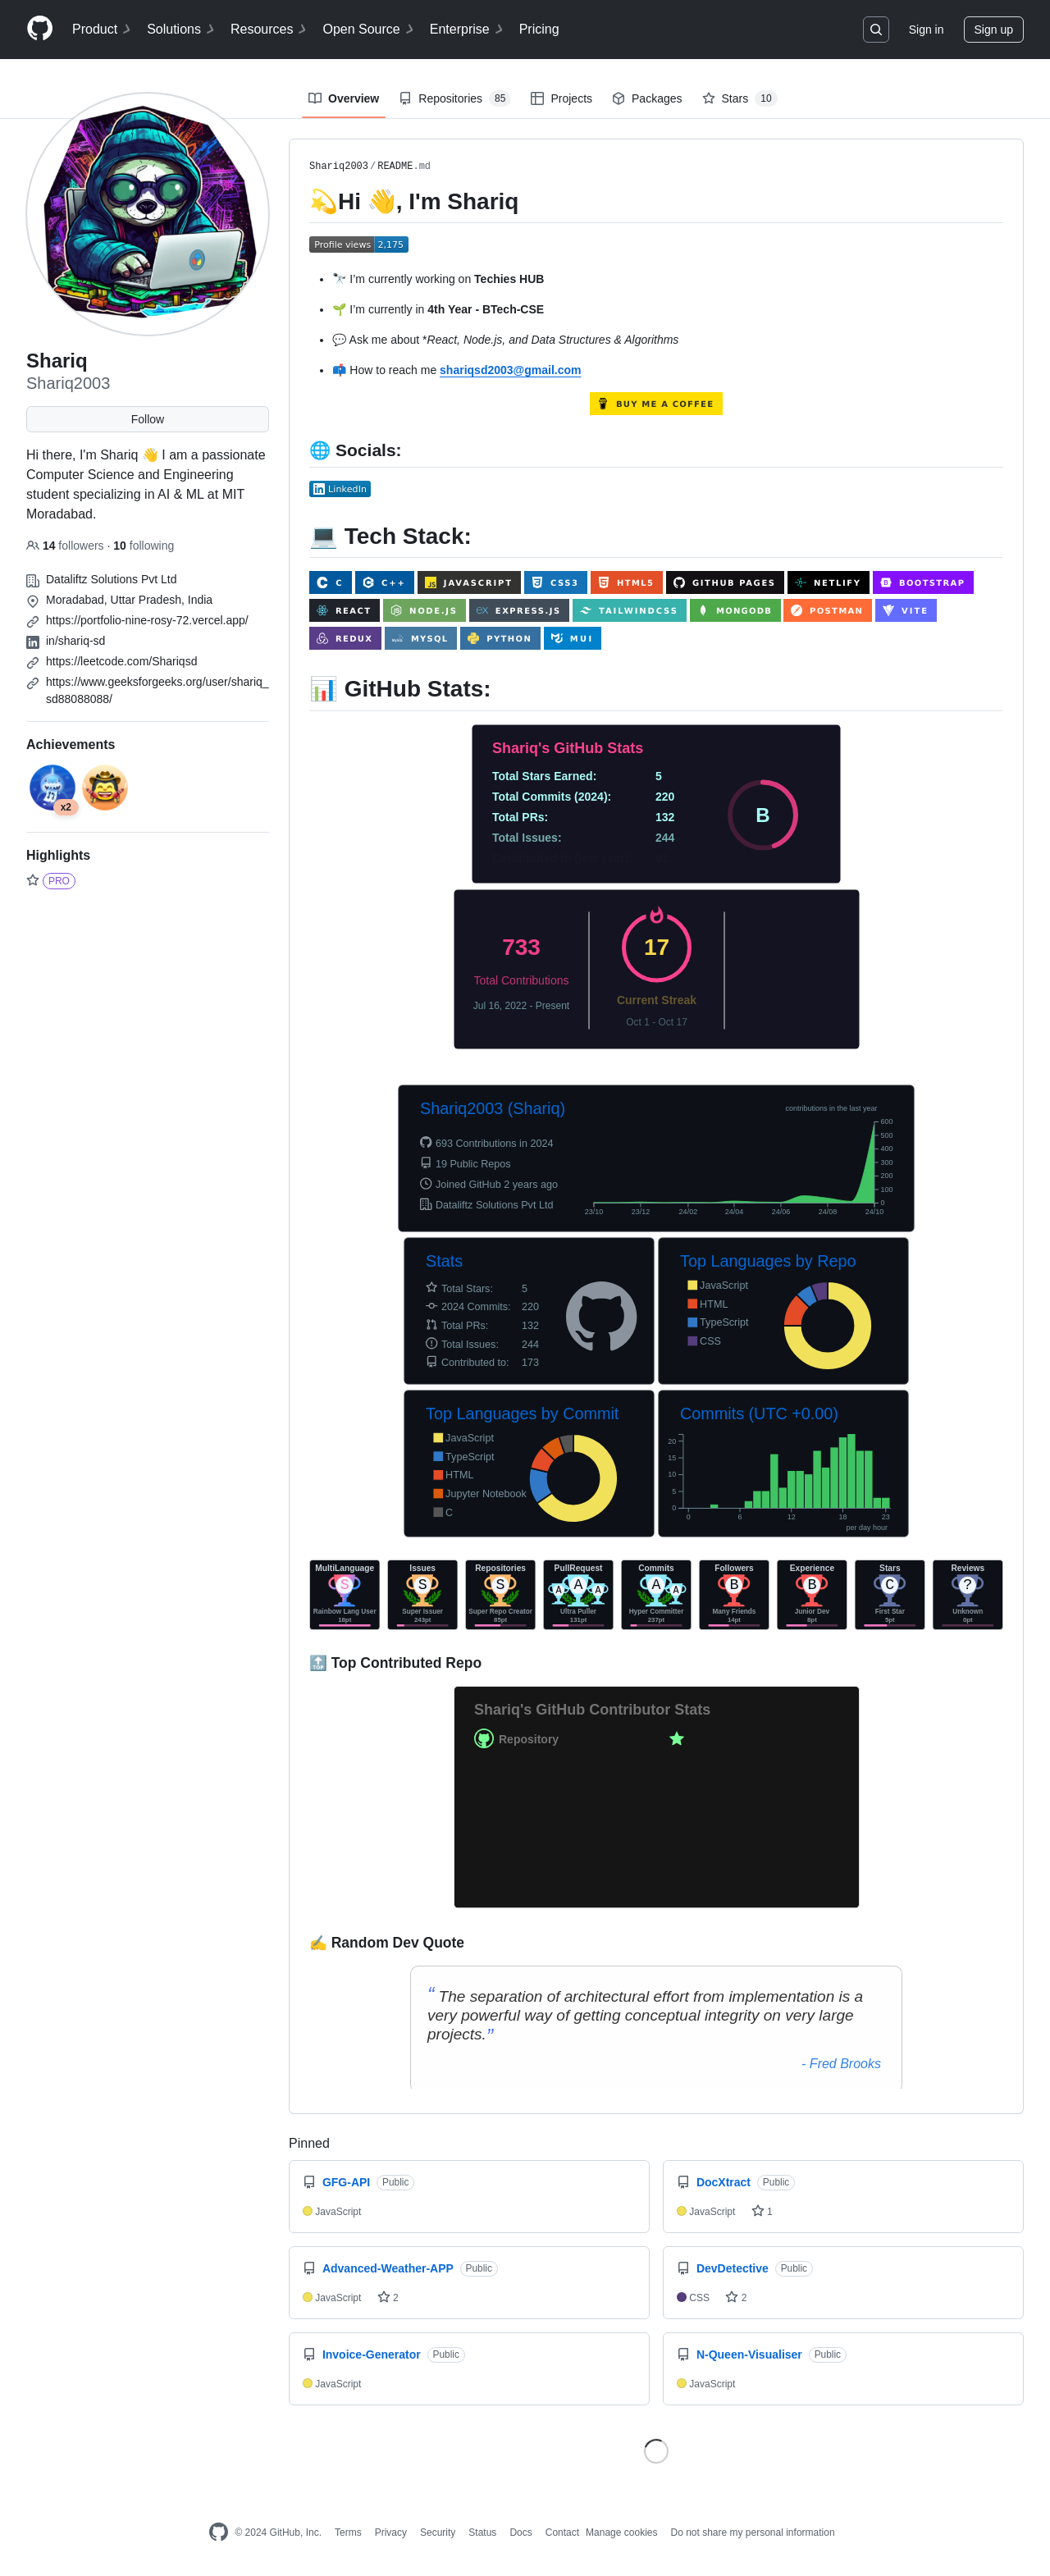 Product
Solutions
Resources
Open Source
Enterprise
Pricing
Sign in
Sign up
Overview
Repositories 85
Projects
Packages
Stars 10
Shariq
Shariq2003
Follow
Hi there, I'm Shariq 👋 I am a passionate
Computer Science and Engineering
student specializing in AI & ML at MIT
Moradabad.
14 followers · 10 following
Dataliftz Solutions Pvt Ltd
Moradabad, Uttar Pradesh, India
https://portfolio-nine-rosy-72.vercel.app/
in/shariq-sd
https://leetcode.com/Shariqsd
https://www.geeksforgeeks.org/user/shariq_
sd88088088/
Achievements
x2
Highlights
PRO
Shariq2003/README.md
💫Hi 👋, I'm Shariq
Profile views 2,175
🔭 I'm currently working on Techies HUB
🌱 I'm currently in 4th Year - BTech-CSE
💬 Ask me about *React, Node.js, and Data Structures & Algorithms
📫 How to reach me shariqsd2003@gmail.com
BUY ME A COFFEE
🌐 Socials:
LinkedIn
💻 Tech Stack:
C C++ JAVASCRIPT CSS3 HTML5 GITHUB PAGES NETLIFY BOOTSTRAP
REACT NODE.JS EXPRESS.JS TAILWINDCSS MONGODB POSTMAN VITE
REDUX MYSQL PYTHON MUI
📊 GitHub Stats:
Shariq's GitHub Stats
Total Stars Earned: 5
Total Commits (2024): 220
Total PRs: 132
Total Issues: 244
B
733
Total Contributions
Jul 16, 2022 - Present
17
Current Streak
Oct 1 - Oct 17
Shariq2003 (Shariq)
693 Contributions in 2024
19 Public Repos
Joined GitHub 2 years ago
Dataliftz Solutions Pvt Ltd
contributions in the last year
600
500
400
300
200
100
0
23/10 23/12 24/02 24/04 24/06 24/08 24/10
Stats
Total Stars: 5
2024 Commits: 220
Total PRs: 132
Total Issues: 244
Contributed to: 173
Top Languages by Repo
JavaScript
HTML
TypeScript
CSS
Top Languages by Commit
JavaScript
TypeScript
HTML
Jupyter Notebook
C
Commits (UTC +0.00)
20
15
10
5
0
0 6 12 18 23
per day hour
MultiLanguage
S
Rainbow Lang User
18pt
Issues
S
Super Issuer
243pt
Repositories
S
Super Repo Creator
85pt
PullRequest
A A A
Ultra Puller
131pt
Commits
A A
Hyper Committer
237pt
Followers
B
Many Friends
14pt
Experience
B
Junior Dev
8pt
Stars
C
First Star
5pt
Reviews
?
Unknown
0pt
🔝 Top Contributed Repo
Shariq's GitHub Contributor Stats
Repository
✍️ Random Dev Quote
“ The separation of architectural effort from implementation is a
very powerful way of getting conceptual integrity on very large
projects.”
- Fred Brooks
Pinned
GFG-API Public
JavaScript
DocXtract Public
JavaScript 1
Advanced-Weather-APP Public
JavaScript 2
DevDetective Public
CSS 2
Invoice-Generator Public
JavaScript
N-Queen-Visualiser Public
JavaScript
© 2024 GitHub, Inc.
Terms
Privacy
Security
Status
Docs
Contact
Manage cookies
Do not share my personal information